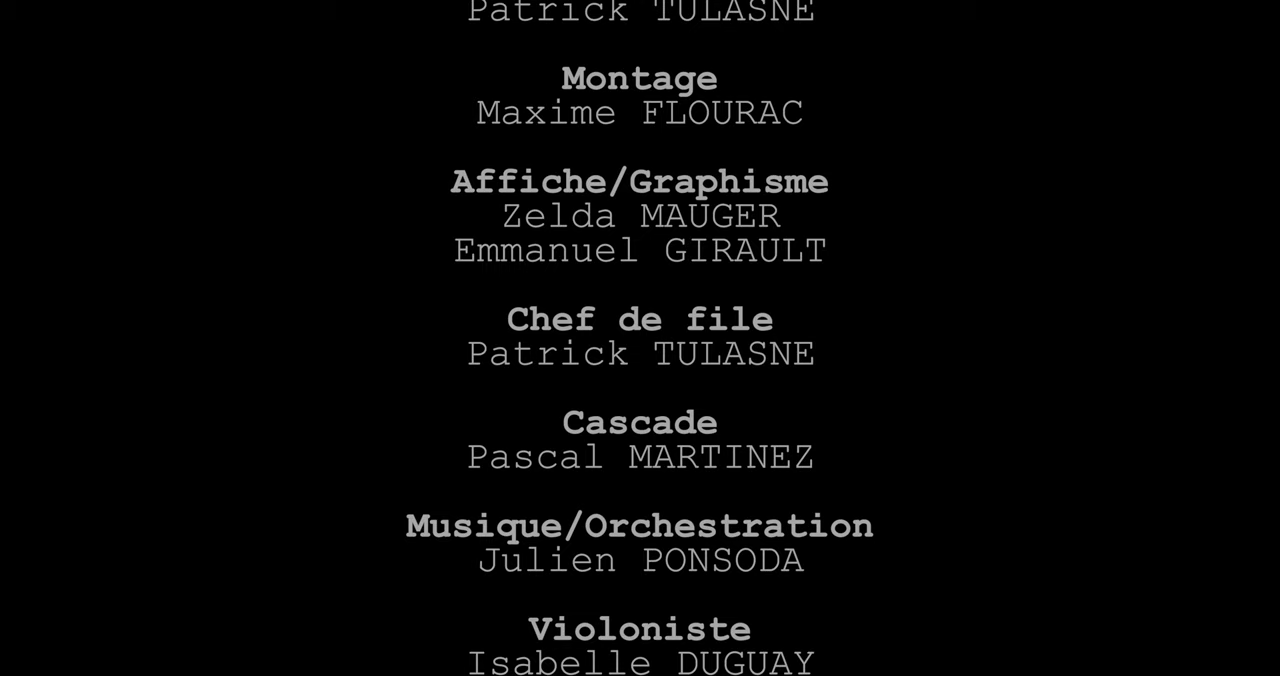 Patrick TULASNE
Montage
Maxime FLOURAC
Affiche/Graphisme
Zelda MAUGER
Emmanuel GIRAULT
Chef de file
Patrick TULASNE
Cascade
Pascal MARTINEZ
Musique/Orchestration
Julien PONSODA
Violoniste
Isabelle DUGUAY